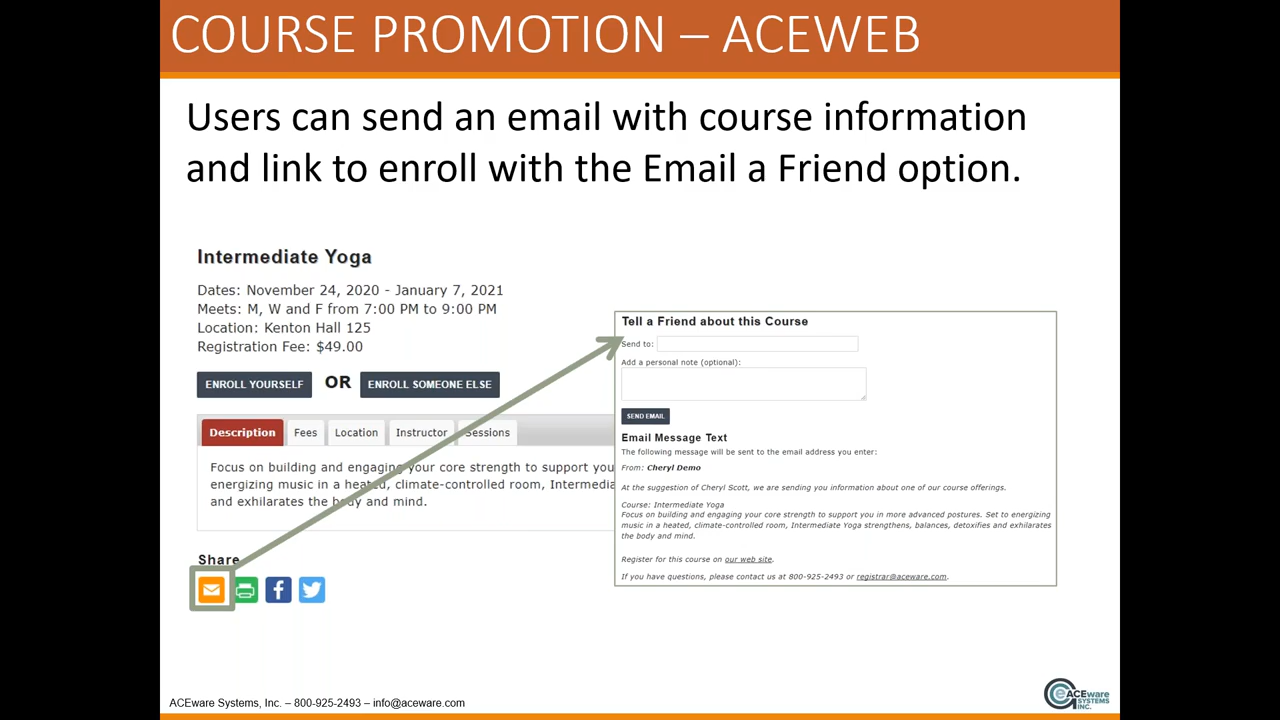 COURSE PROMOTION – ACEWEB
Users can send an email with course information
and link to enroll with the Email a Friend option.
Intermediate Yoga
Dates: November 24, 2020 - January 7, 2021
Meets: M, W and F from 7:00 PM to 9:00 PM
Location: Kenton Hall 125
Registration Fee: $49.00
ENROLL YOURSELF OR ENROLL SOMEONE ELSE
Description Fees Location Instructor Sessions
Focus on building and engaging your core strength to support you
energizing music in a heated, climate-controlled room, Intermedia
and exhilarates the body and mind.
Share
Tell a Friend about this Course
Send to:
Add a personal note (optional):
SEND EMAIL
Email Message Text
The following message will be sent to the email address you enter:
From: Cheryl Demo
At the suggestion of Cheryl Scott, we are sending you information about one of our course offerings.
Course: Intermediate Yoga
Focus on building and engaging your core strength to support you in more advanced postures. Set to energizing
music in a heated, climate-controlled room, Intermediate Yoga strengthens, balances, detoxifies and exhilarates
the body and mind.
Register for this course on our web site.
If you have questions, please contact us at 800-925-2493 or registrar@aceware.com.
ACEware Systems, Inc. – 800-925-2493 – info@aceware.com
ACEware
SYSTEMS
INC.